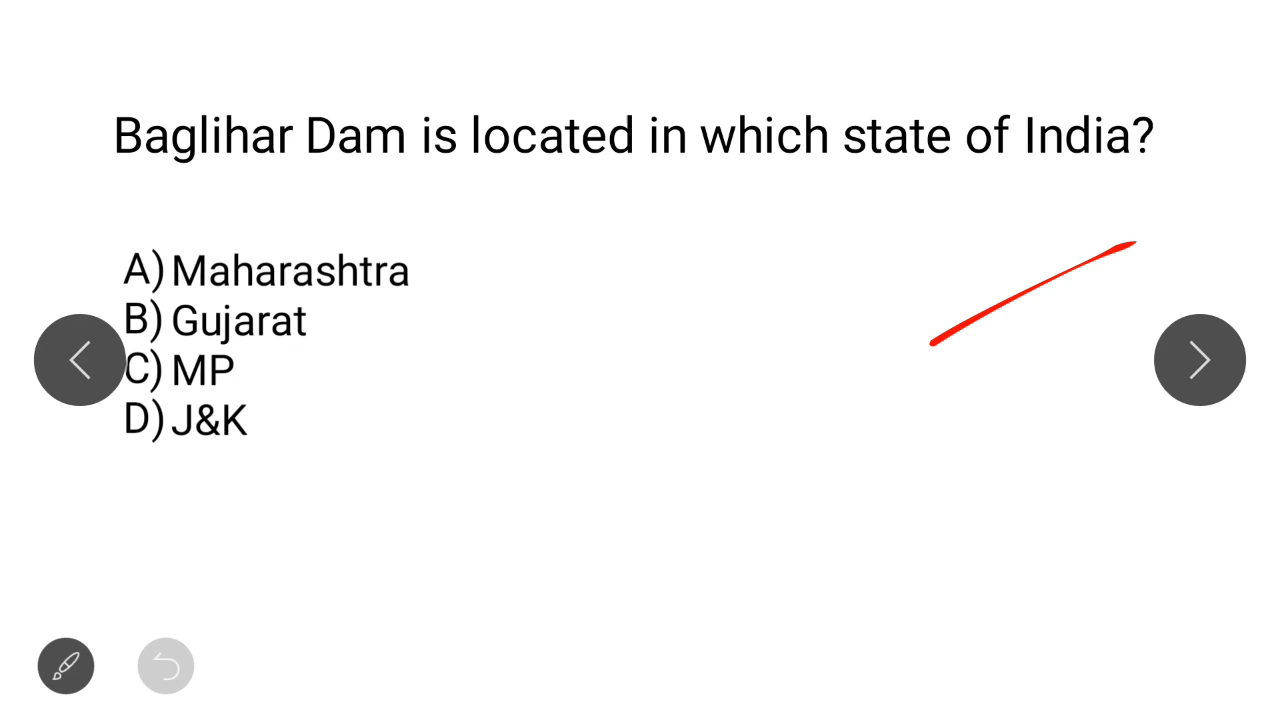 Baglihar Dam is located in which state of India?
A) Maharashtra
B) Gujarat
C) MP
D) J&K